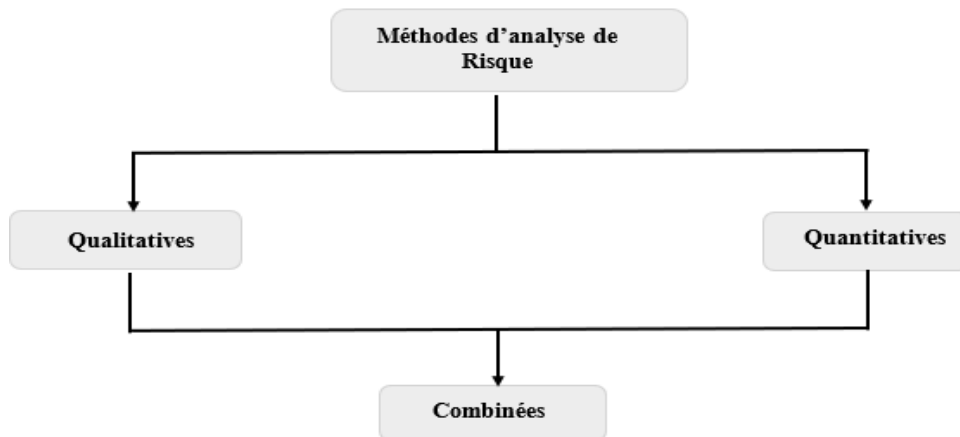 Méthodes d’analyse de
Risque
Qualitatives
Quantitatives
Combinées